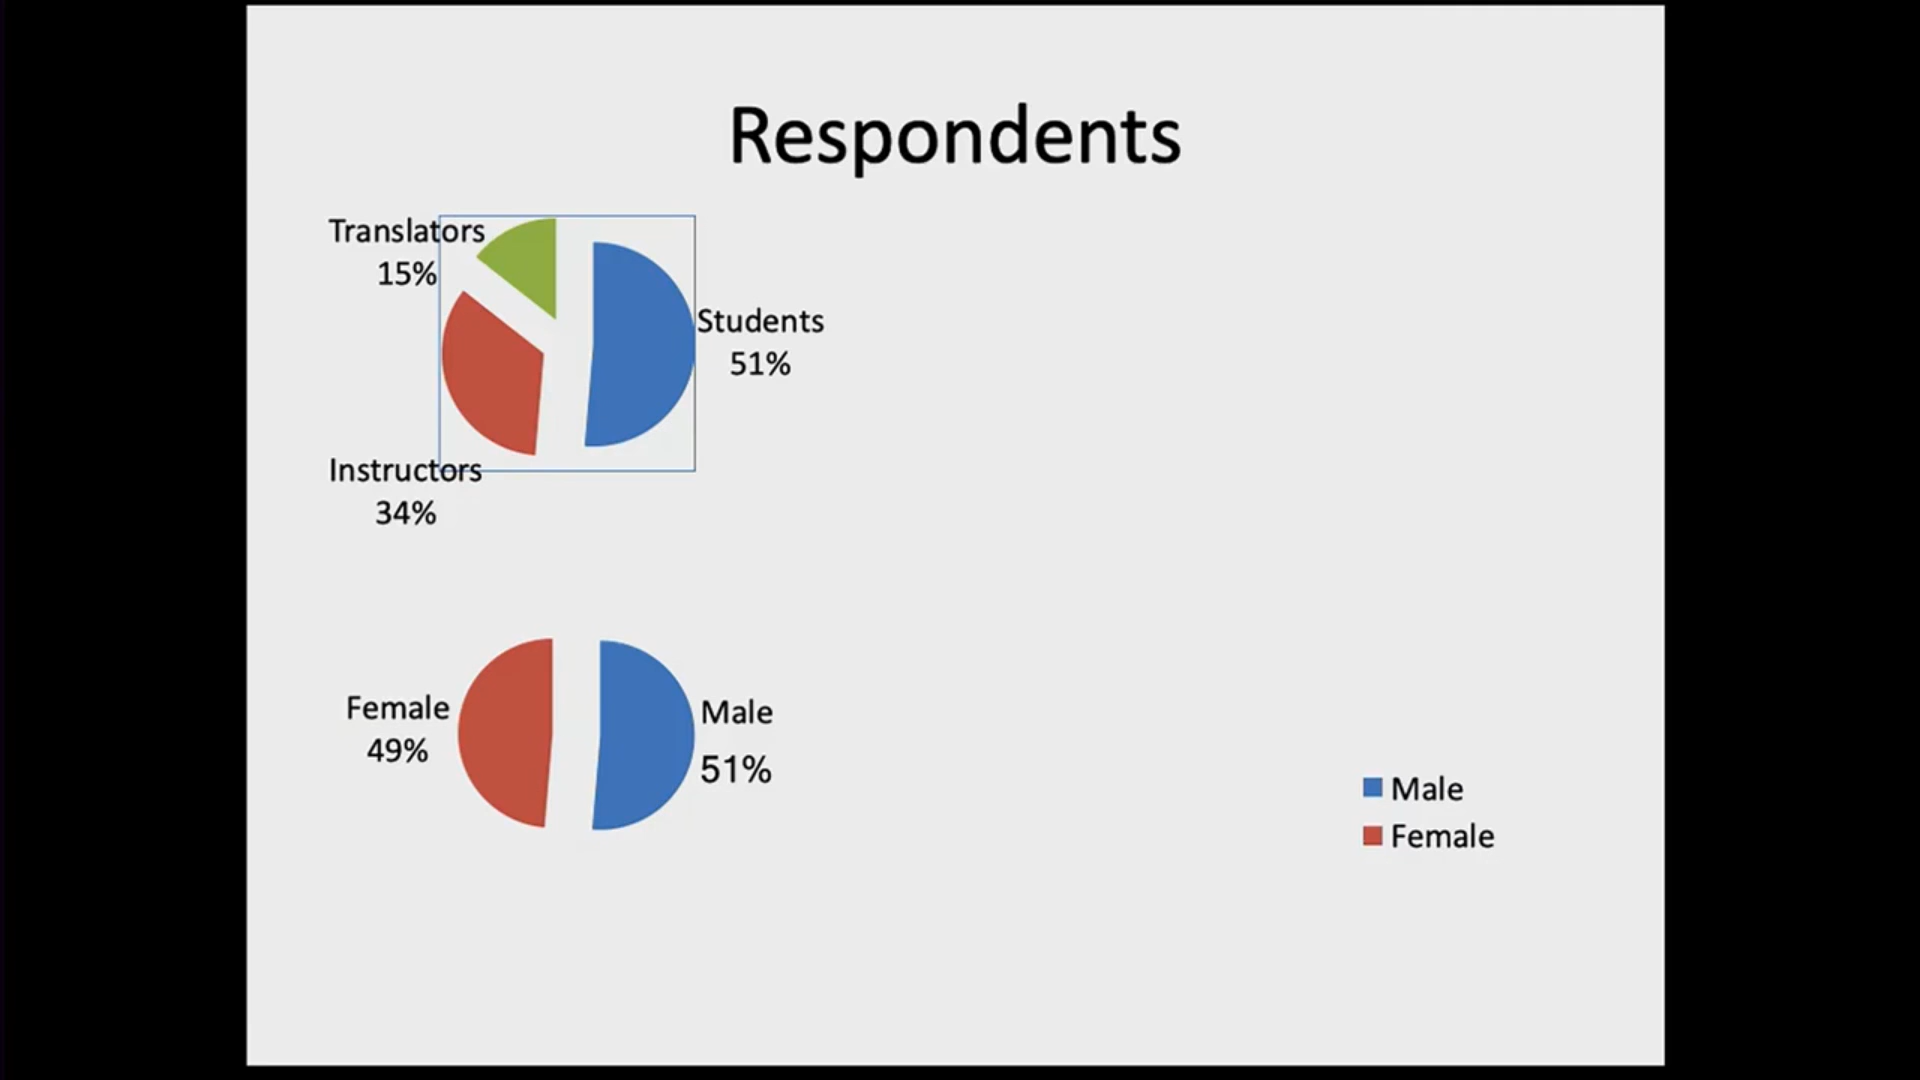 Respondents
Translators
15%
Students
51%
Instructors
34%
Female
49%
Male
51%
Male
Female